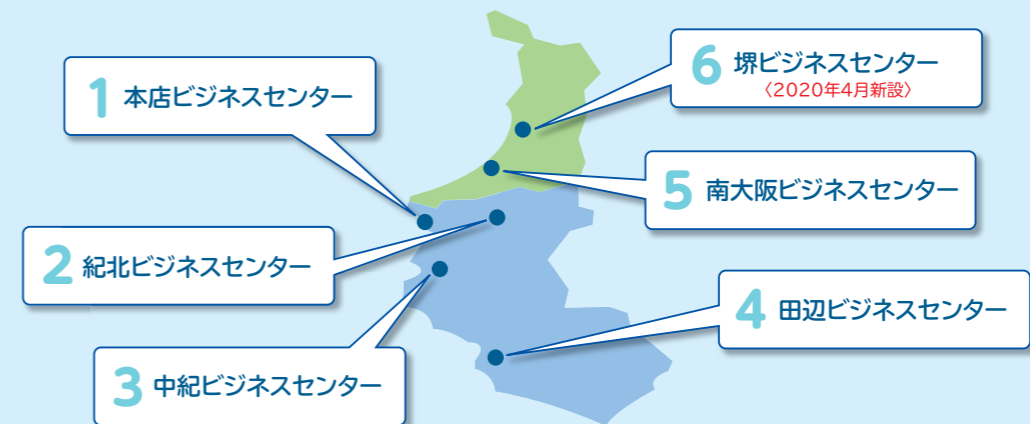 1 本店ビジネスセンター
2 紀北ビジネスセンター
3 中紀ビジネスセンター
4 田辺ビジネスセンター
5 南大阪ビジネスセンター
6 堺ビジネスセンター
〈2020年4月新設〉